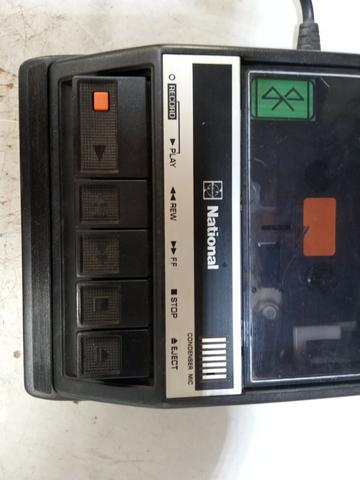 RECORD
PLAY
REW
FF
STOP
EJECT
National
CONDENSER MIC